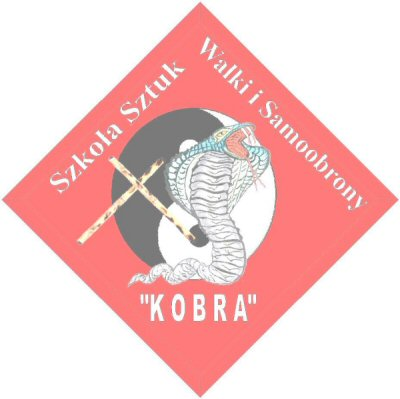 Szkoła Sztuk
Walki i Samoobrony
"KOBRA"